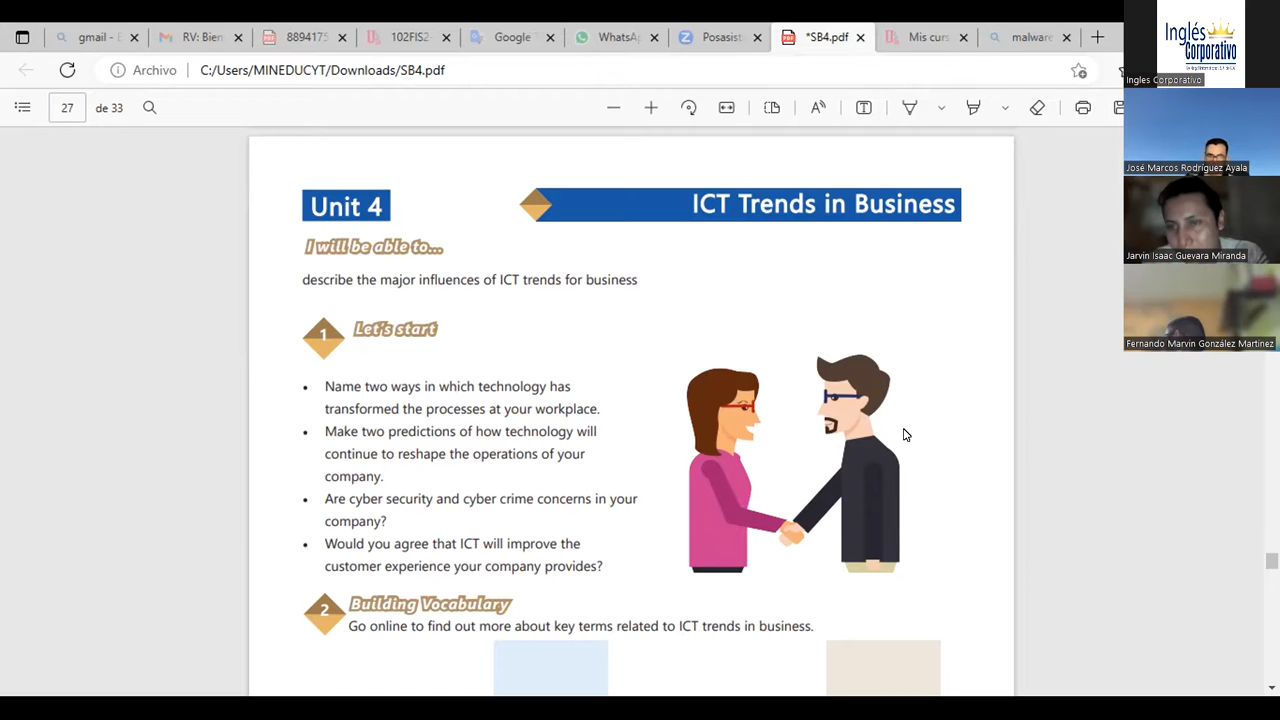 gmail -
RV: Bien
8894175
102FIS2-
Google T
WhatsAp
Posasist
*SB4.pdf
Mis curs
malware
Archivo
C:/Users/MINEDUCYT/Downloads/SB4.pdf
27
de 33
Unit 4
ICT Trends in Business
I will be able to...
describe the major influences of ICT trends for business
1
Let's start
• Name two ways in which technology has
transformed the processes at your workplace.
• Make two predictions of how technology will
continue to reshape the operations of your
company.
• Are cyber security and cyber crime concerns in your
company?
• Would you agree that ICT will improve the
customer experience your company provides?
2
Building Vocabulary
Go online to find out more about key terms related to ICT trends in business.
Inglés
Corporativo
Ingles Corporativo
José Marcos Rodríguez Ayala
Jarvin Isaac Guevara Miranda
Fernando Marvin González Martinez